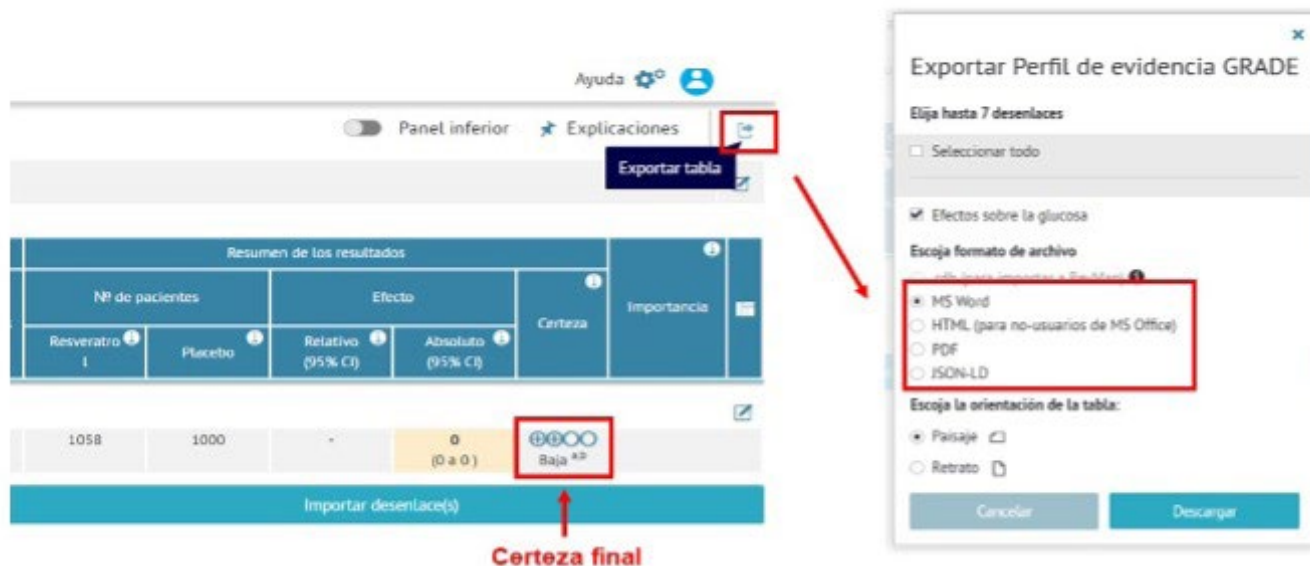 Ayuda
Panel inferior
Explicaciones
Exportar tabla
Resumen de los resultados
Nº de pacientes
Efecto
Certeza
Importancia
Resveratro
l
Placebo
Relativo
(95% CI)
Absoluto
(95% CI)
1058
1000
-
0
(0 a 0)
Baja a,b
Importar desenlace(s)
Certeza final
Exportar Perfil de evidencia GRADE
Elija hasta 7 desenlaces
Seleccionar todo
Efectos sobre la glucosa
Escoja formato de archivo
MS Word
HTML (para no-usuarios de MS Office)
PDF
JSON-LD
Escoja la orientación de la tabla:
Paisaje
Retrato
Cancelar
Descargar